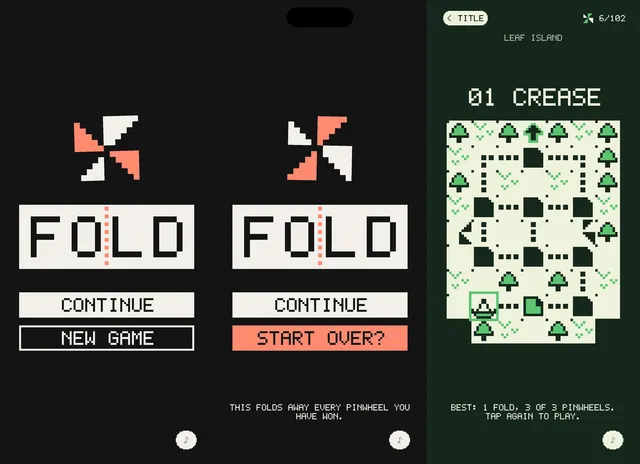 FOLD
CONTINUE
NEW GAME
FOLD
CONTINUE
START OVER?
THIS FOLDS AWAY EVERY PINWHEEL YOU
HAVE WON.
< TITLE
6/102
LEAF ISLAND
01 CREASE
BEST: 1 FOLD, 3 OF 3 PINWHEELS.
TAP AGAIN TO PLAY.